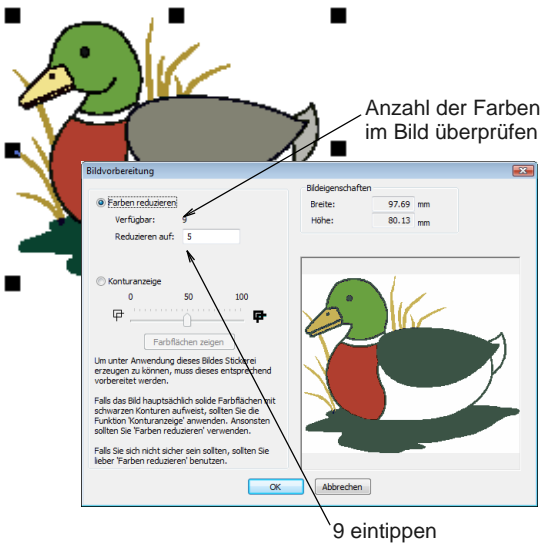 Anzahl der Farben
im Bild überprüfen
Bildvorbereitung
Farben reduzieren
Verfügbar: 9
Reduzieren auf: 5
Konturanzeige
0 50 100
Farbflächen zeigen
Um unter Anwendung dieses Bildes Stickerei
erzeugen zu können, muss dieses entsprechend
vorbereitet werden.
Falls das Bild hauptsächlich solide Farbflächen mit
schwarzen Konturen aufweist, sollten Sie die
Funktion 'Konturanzeige' anwenden. Ansonsten
sollten Sie 'Farben reduzieren' verwenden.
Falls Sie sich nicht sicher sein sollten, sollten Sie
lieber 'Farben reduzieren' benutzen.
Bildeigenschaften
Breite: 97.69 mm
Höhe: 80.13 mm
OK Abbrechen
9 eintippen